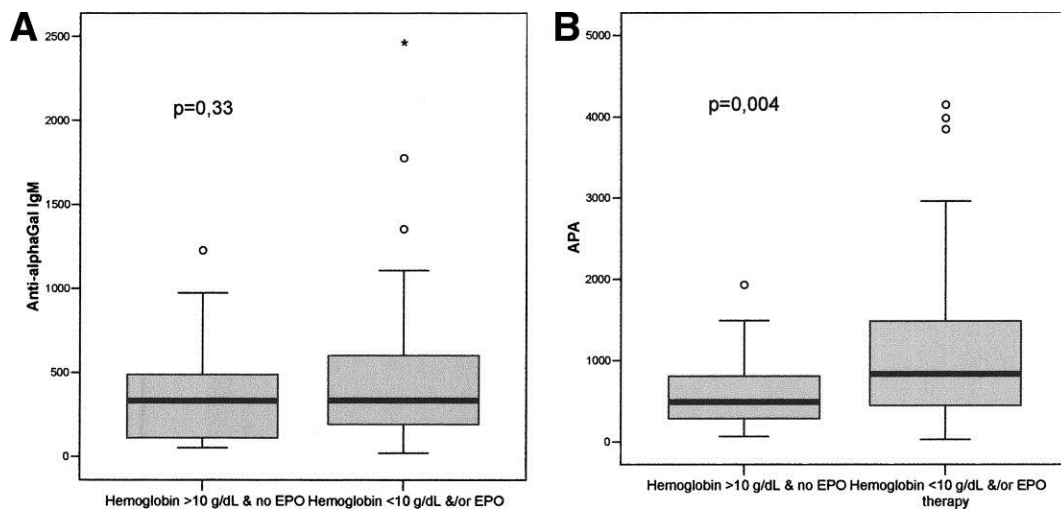 A
2500
2000
1500
1000
500
0
Anti-alphaGal IgM
p=0,33
*
Hemoglobin >10 g/dL & no EPO
Hemoglobin <10 g/dL &/or EPO
B
5000
4000
3000
2000
1000
0
APA
p=0,004
Hemoglobin >10 g/dL & no EPO
Hemoglobin <10 g/dL &/or EPO
therapy